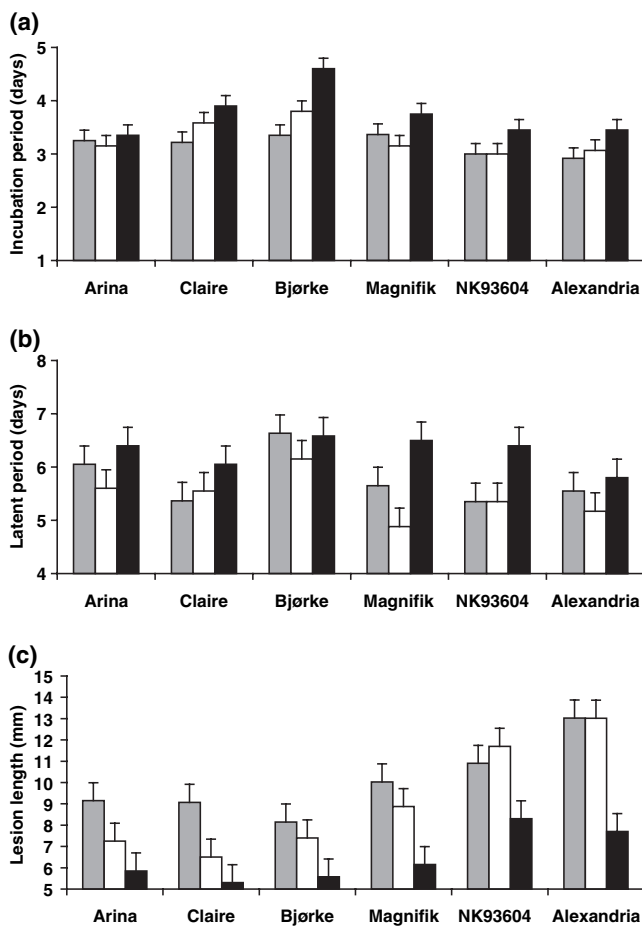 (a)
Incubation period (days)
5
4
3
2
1
Arina Claire Bjørke Magnifik NK93604 Alexandria
(b)
Latent period (days)
8
7
6
5
4
Arina Claire Bjørke Magnifik NK93604 Alexandria
(c)
Lesion length (mm)
15
14
13
12
11
10
9
8
7
6
5
Arina Claire Bjørke Magnifik NK93604 Alexandria